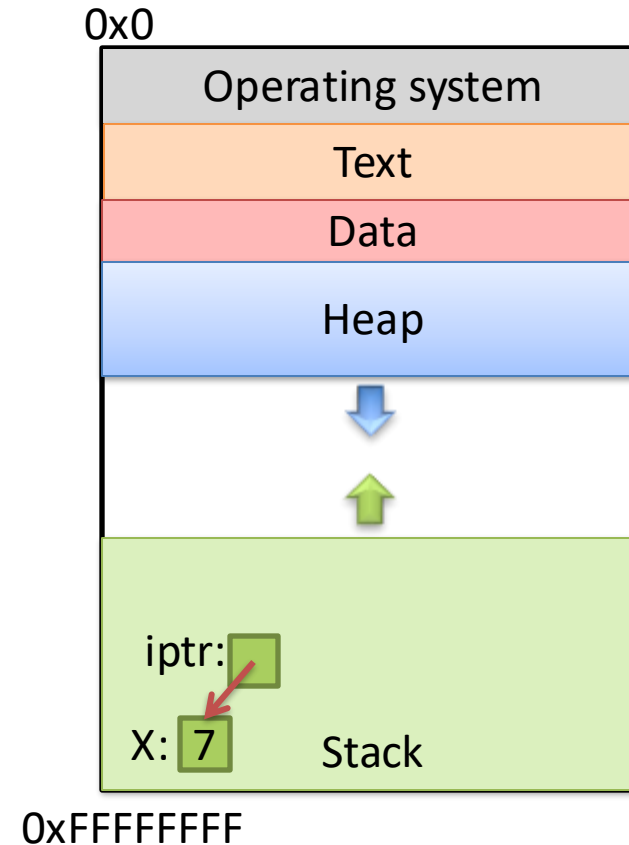 0x0
Operating system
Text
Data
Heap
iptr:
X: 7
Stack
0xFFFFFFFF